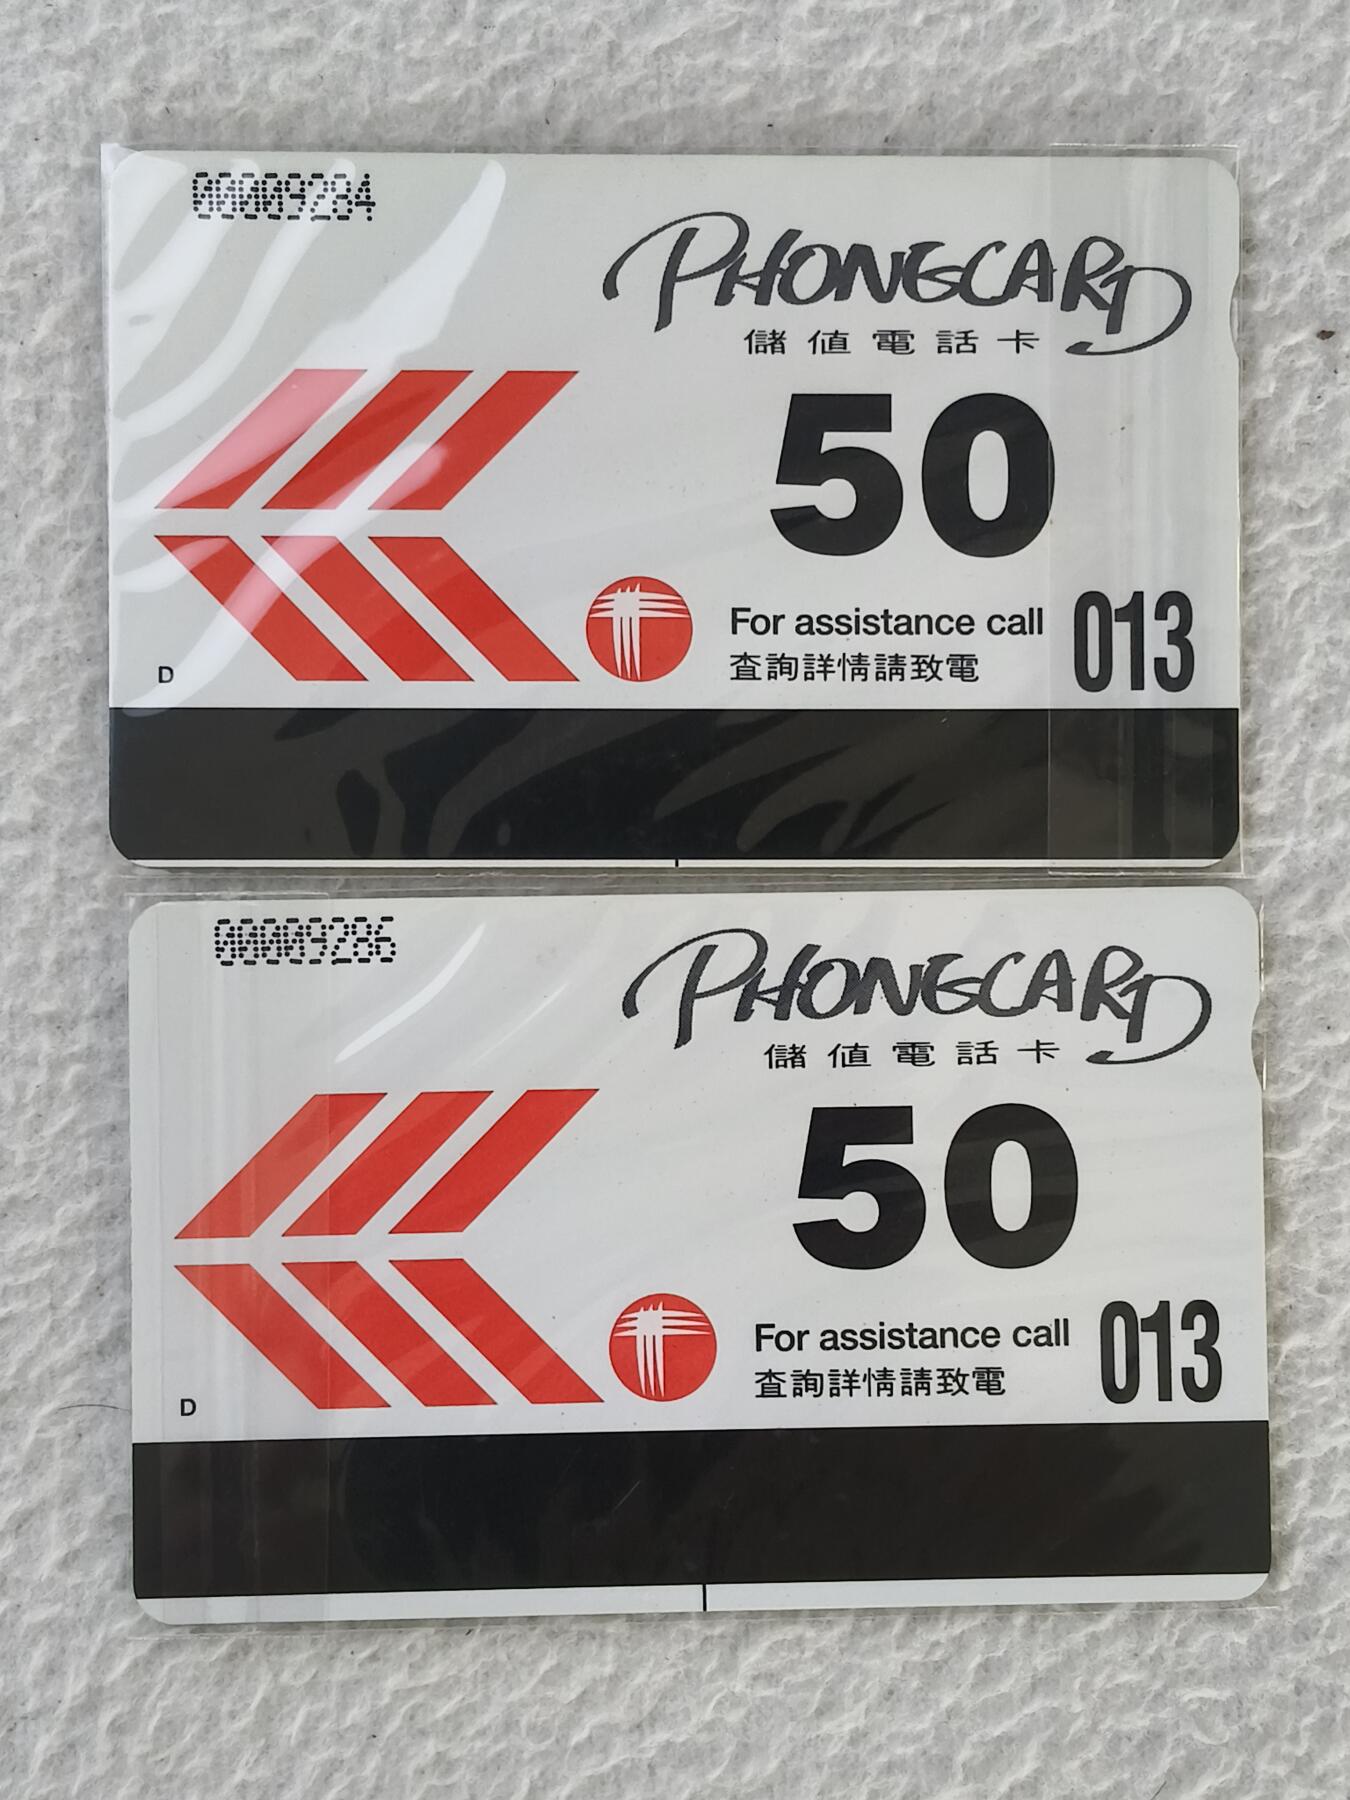 00009284
PHONECARD
儲值電話卡
50
For assistance call 013
查詢詳情請致電
D
00009286
PHONECARD
儲值電話卡
50
For assistance call 013
查詢詳情請致電
D